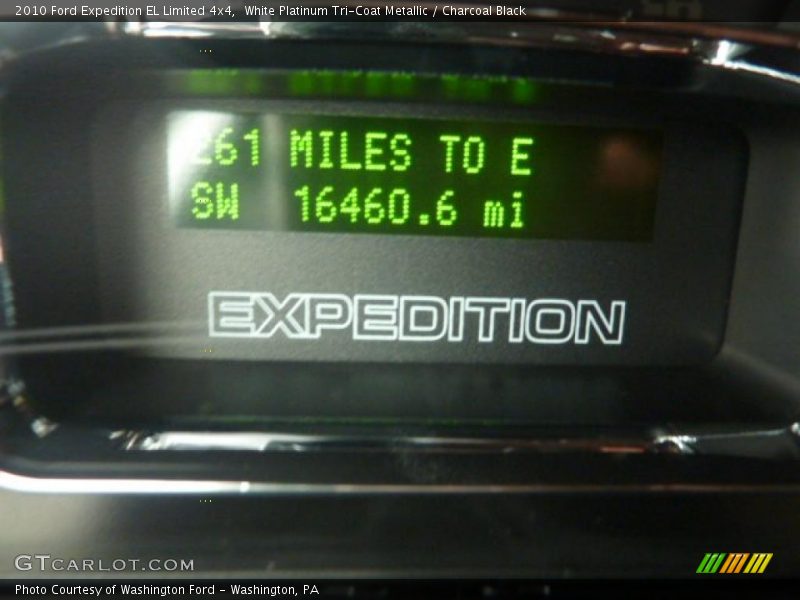 2010 Ford Expedition EL Limited 4x4, White Platinum Tri-Coat Metallic / Charcoal Black
261 MILES TO E
SW 16460.6 mi
EXPEDITION
GTCARLOT.COM
Photo Courtesy of Washington Ford - Washington, PA